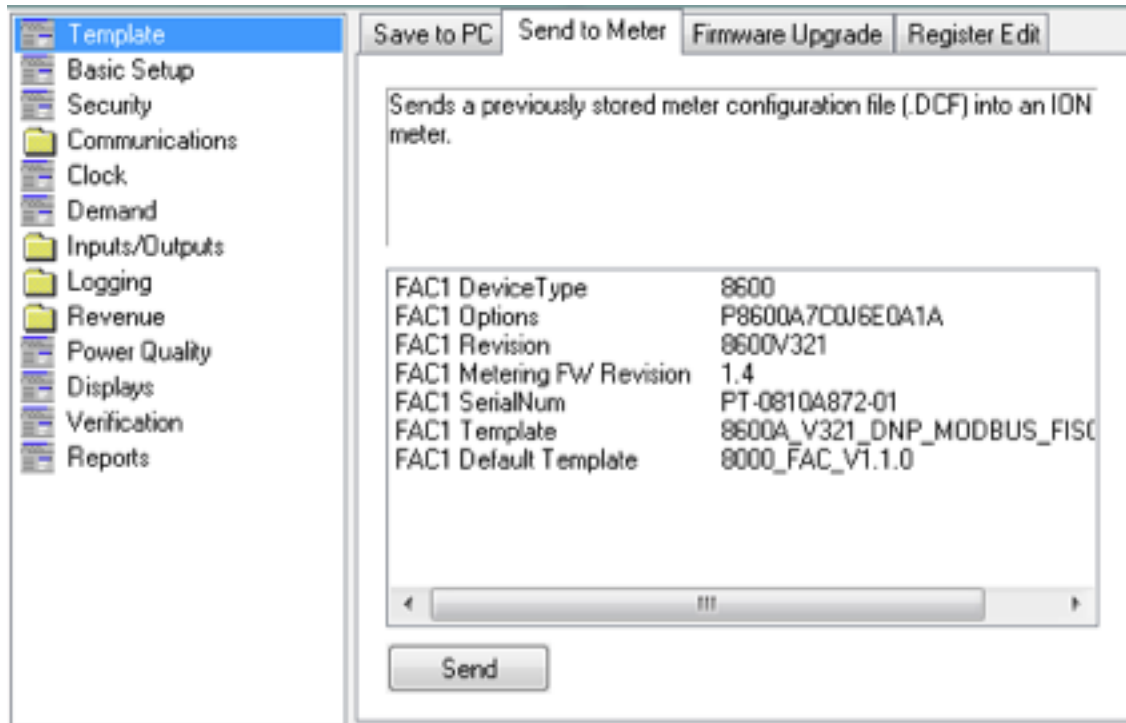 Template
Basic Setup
Security
Communications
Clock
Demand
Inputs/Outputs
Logging
Revenue
Power Quality
Displays
Verification
Reports
Save to PC Send to Meter Firmware Upgrade Register Edit
Sends a previously stored meter configuration file (.DCF) into an ION
meter.
FAC1 DeviceType 8600
FAC1 Options P8600A7C0J6E0A1A
FAC1 Revision 8600V321
FAC1 Metering FW Revision 1.4
FAC1 SerialNum PT-0810A872-01
FAC1 Template 8600A_V321_DNP_MODBUS_FISC
FAC1 Default Template 8000_FAC_V1.1.0
Send